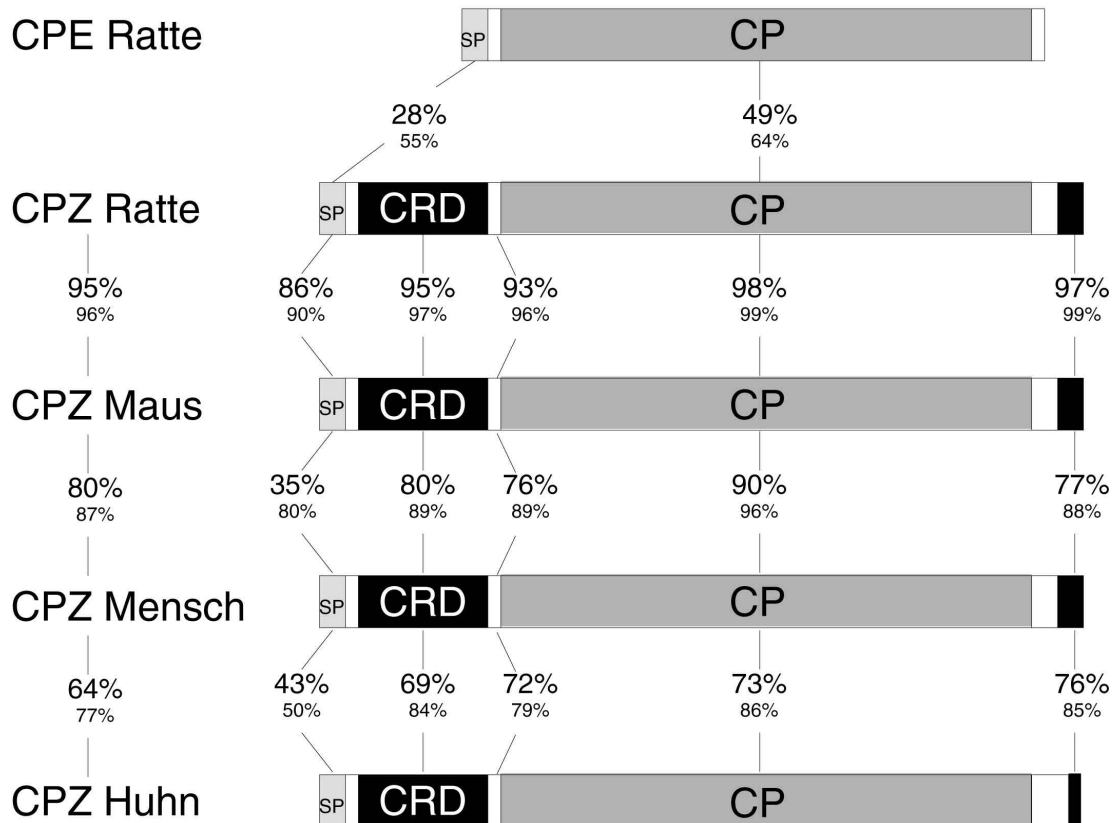 CPE Ratte SP CP
28% 49%
55% 64%
CPZ Ratte SP CRD CP
95% 86% 95% 93% 98% 97%
96% 90% 97% 96% 99% 99%
CPZ Maus SP CRD CP
80% 35% 80% 76% 90% 77%
87% 80% 89% 89% 96% 88%
CPZ Mensch SP CRD CP
64% 43% 69% 72% 73% 76%
77% 50% 84% 79% 86% 85%
CPZ Huhn SP CRD CP